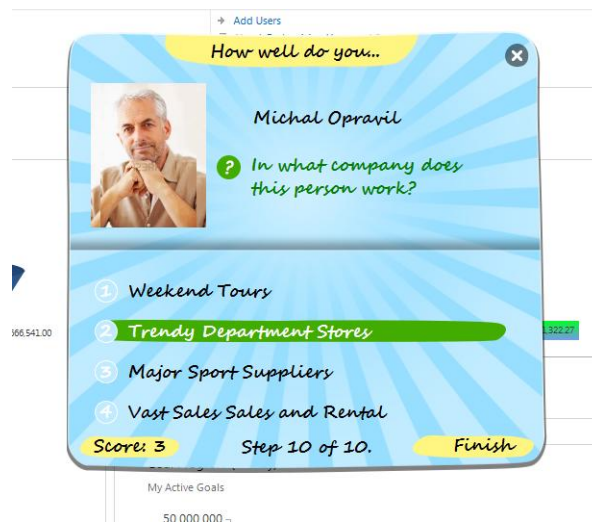 Add Users
How well do you...
Michal Opravil
?
In what company does
this person work?
1 Weekend Tours
2 Trendy Department Stores
566,541.00
,322.27
3 Major Sport Suppliers
4 Vast Sales Sales and Rental
Score: 3
Step 10 of 10.
Finish
My Active Goals
50 000 000